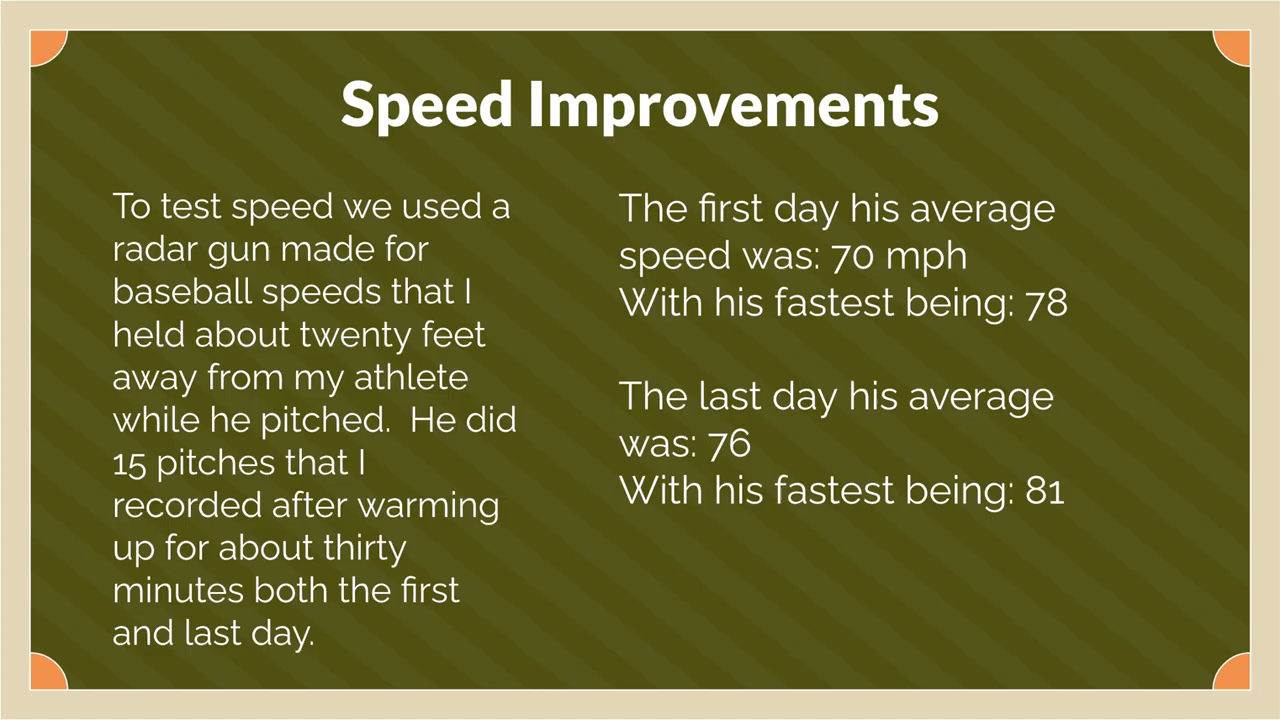 Speed Improvements
To test speed we used a
radar gun made for
baseball speeds that I
held about twenty feet
away from my athlete
while he pitched.  He did
15 pitches that I
recorded after warming
up for about thirty
minutes both the first
and last day.
The first day his average
speed was: 70 mph
With his fastest being: 78
The last day his average
was: 76
With his fastest being: 81